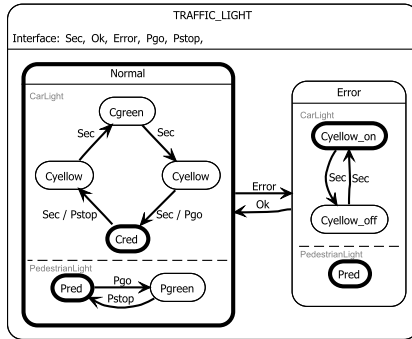 TRAFFIC_LIGHT
Interface: Sec, Ok, Error, Pgo, Pstop,
Normal
CarLight
Cgreen
Sec
Sec
Cyellow
Cyellow
Sec / Pstop
Sec / Pgo
Cred
PedestrianLight
Pred
Pgo
Pstop
Pgreen
Error
Ok
Error
CarLight
Cyellow_on
Sec
Sec
Cyellow_off
PedestrianLight
Pred